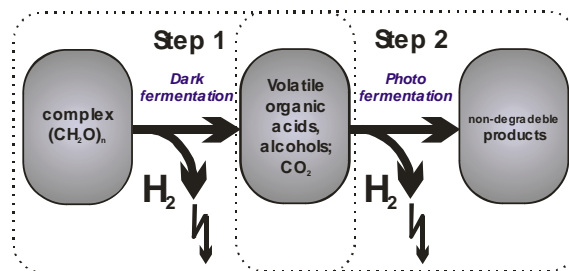 Step 1
Step 2
Dark
fermentation
Photo
fermentation
complex
(CH₂O)ₙ
Volatile
organic
acids,
alcohols;
CO₂
non-degradeble
products
H₂
H₂